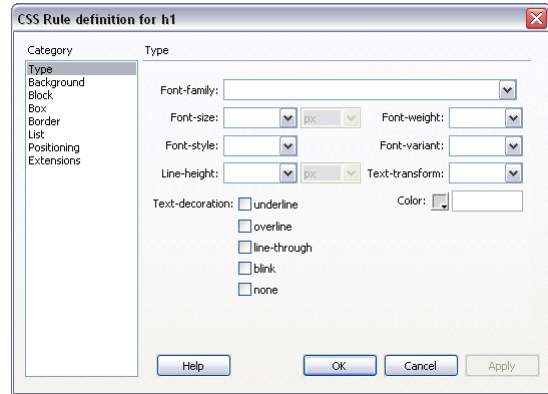 CSS Rule definition for h1
Category
Type
Background
Block
Box
Border
List
Positioning
Extensions
Type
Font-family:
Font-size: px Font-weight:
Font-style: Font-variant:
Line-height: px Text-transform:
Text-decoration: underline Color:
overline
line-through
blink
none
Help OK Cancel Apply